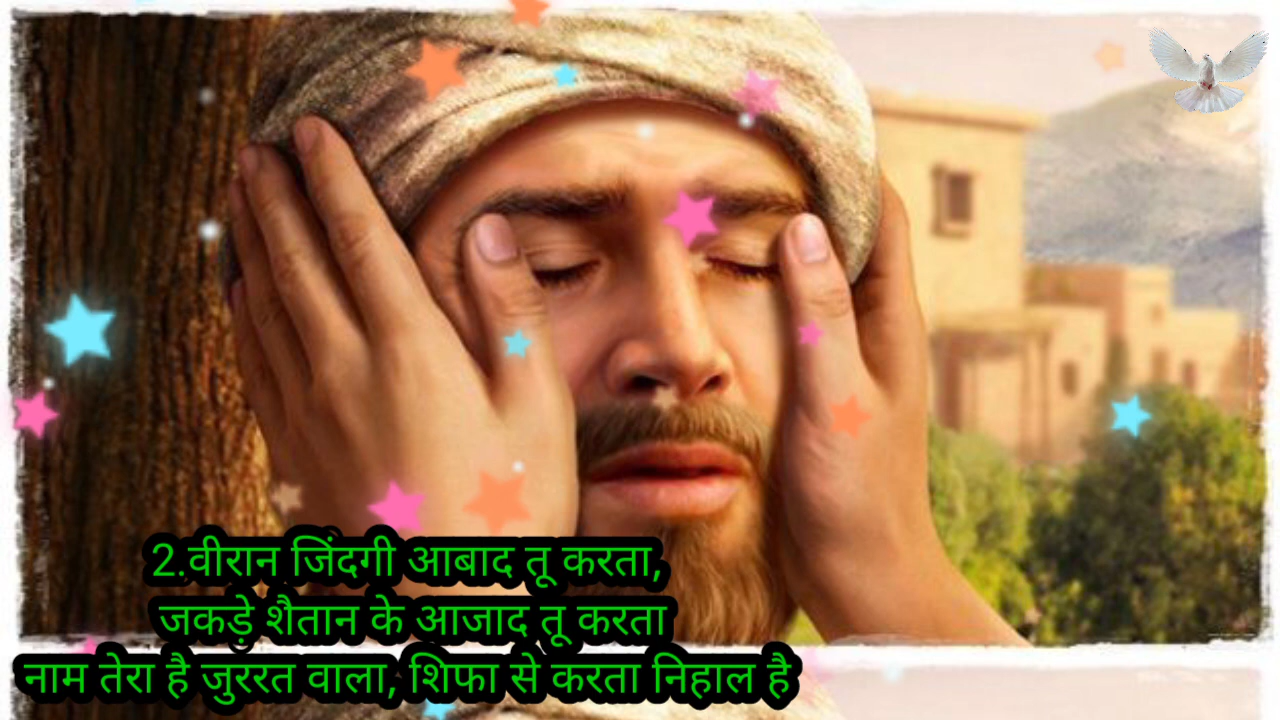 2.वीरान जिंदगी आबाद तू करता,
जकड़े शैतान के आजाद तू करता
नाम तेरा है जुररत वाला, शिफा से करता निहाल है